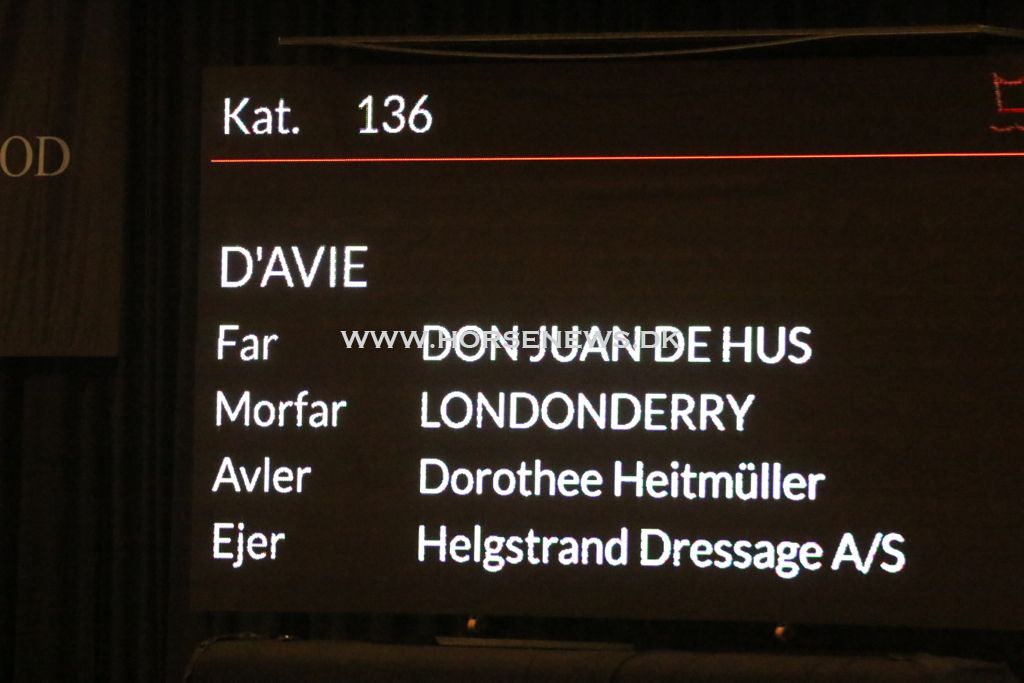 Kat. 136
OD
D'AVIE
Far DON JUAN DE HUS
WWW.HORSENEWS.DK
Morfar LONDONDERRY
Avler Dorothee Heitmüller
Ejer Helgstrand Dressage A/S